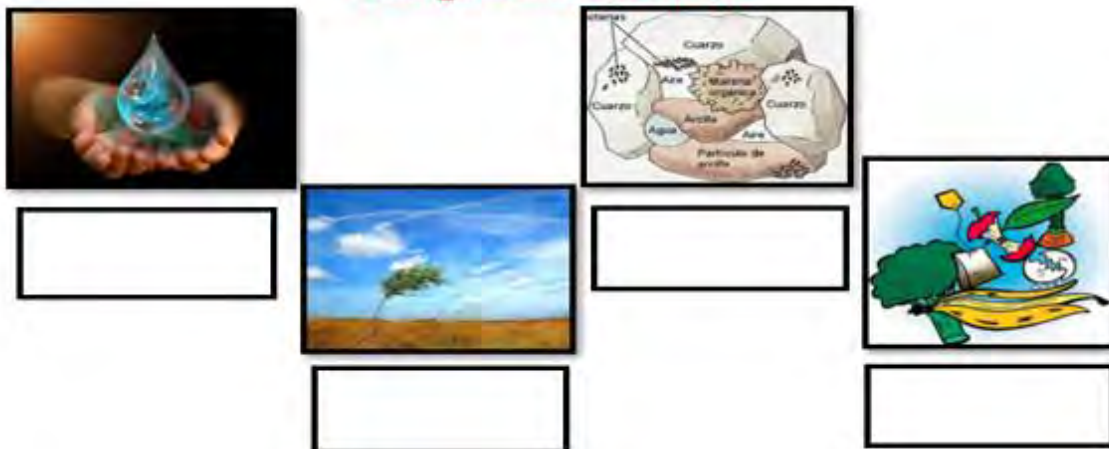 Cuarzo
Aire
Materia
orgánica
Cuarzo
Cuarzo
Arcilla
Agua
Aire
Partícula de
arcilla